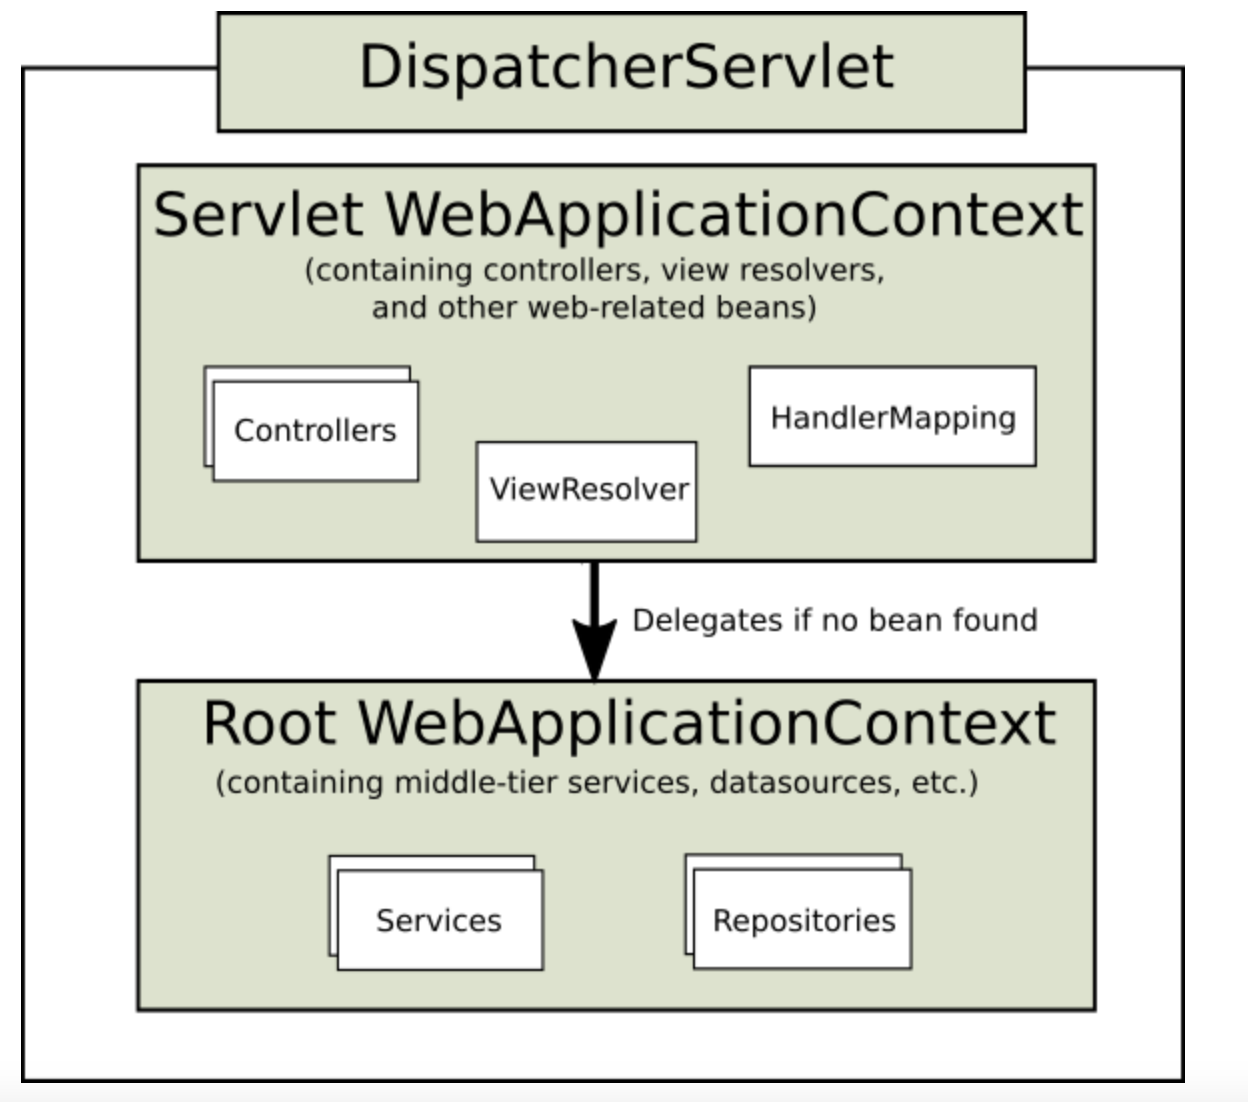 DispatcherServlet
Servlet WebApplicationContext
(containing controllers, view resolvers,
and other web-related beans)
Controllers
HandlerMapping
ViewResolver
Delegates if no bean found
Root WebApplicationContext
(containing middle-tier services, datasources, etc.)
Services
Repositories